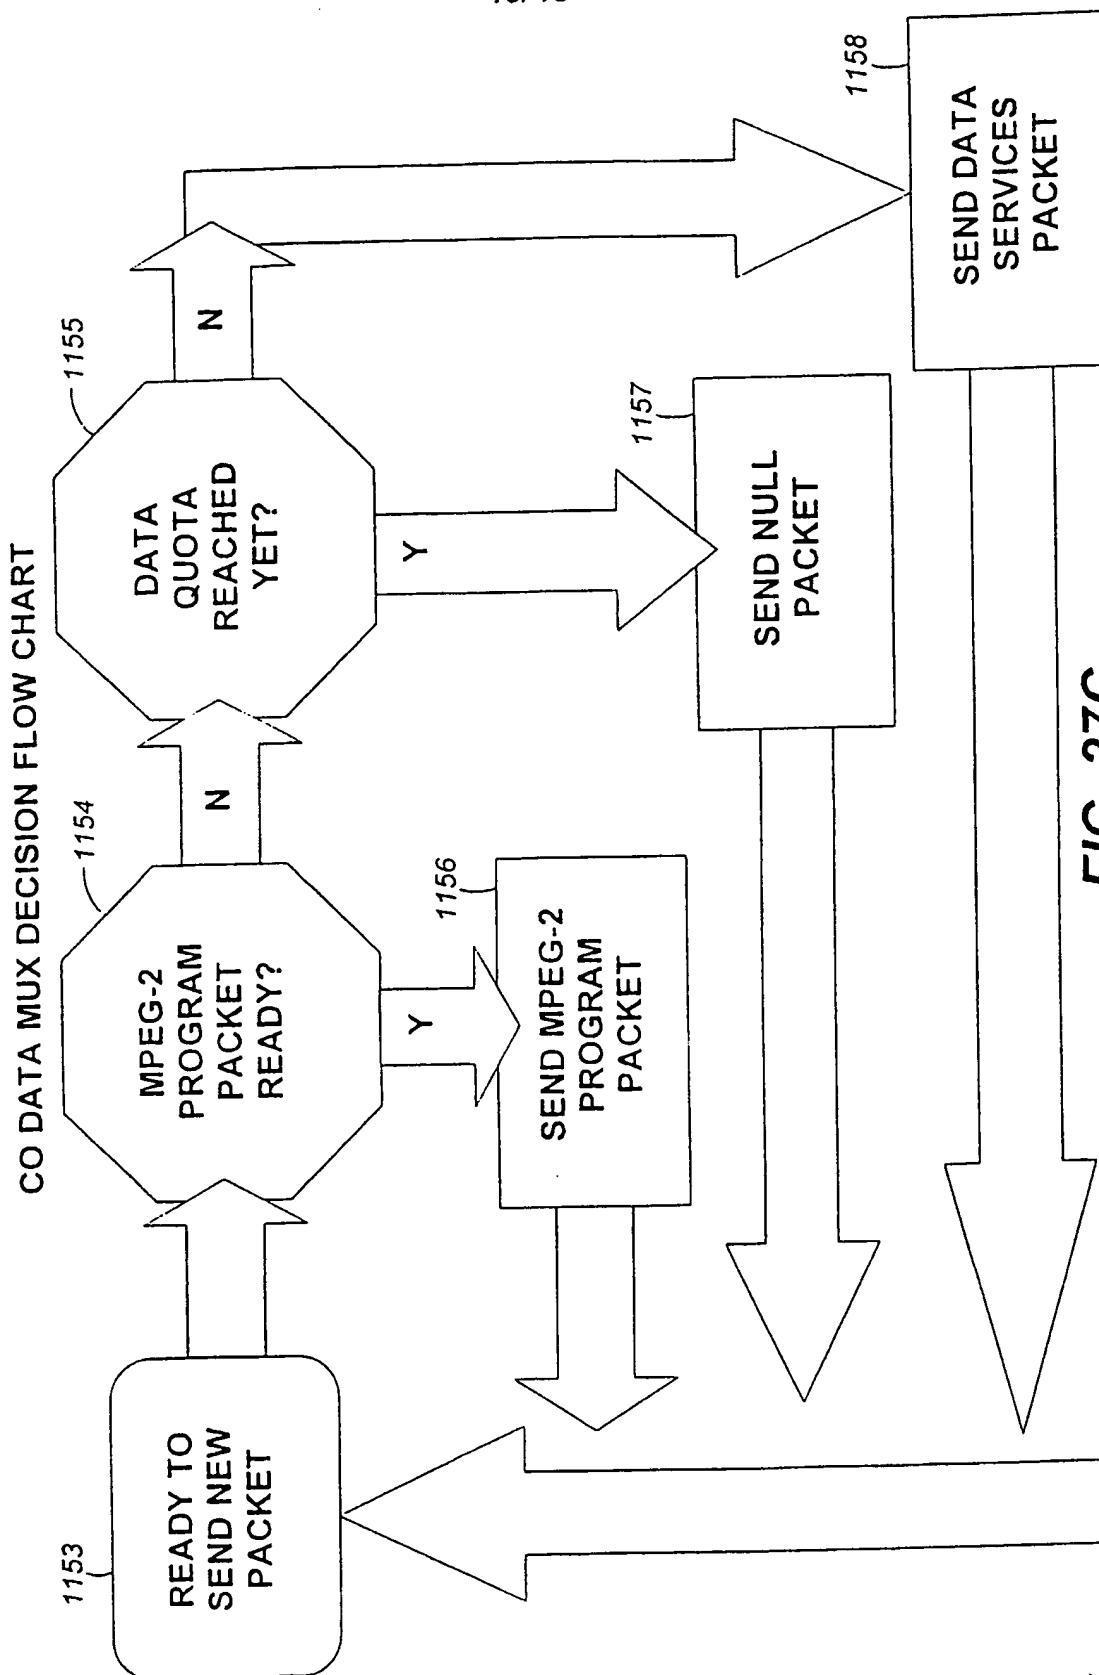 CO DATA MUX DECISION FLOW CHART
1153
READY TO
SEND NEW
PACKET
1154
MPEG-2
PROGRAM
PACKET
READY?
N
1155
DATA
QUOTA
REACHED
YET?
N
Y
1156
SEND MPEG-2
PROGRAM
PACKET
Y
1157
SEND NULL
PACKET
1158
SEND DATA
SERVICES
PACKET